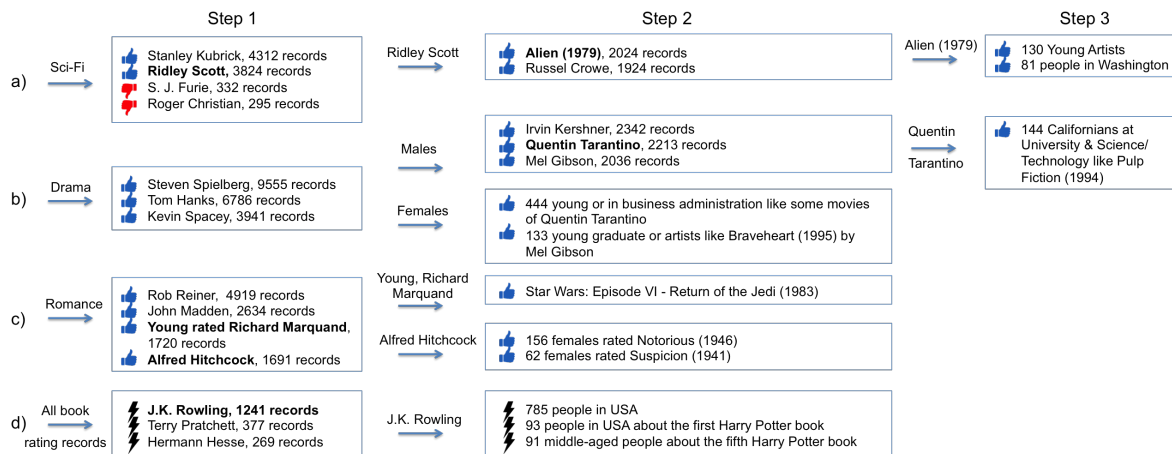 Step 1
Step 2
Step 3
a)
Sci-Fi
Stanley Kubrick, 4312 records
Ridley Scott, 3824 records
S. J. Furie, 332 records
Roger Christian, 295 records
Ridley Scott
Alien (1979), 2024 records
Russel Crowe, 1924 records
Alien (1979)
130 Young Artists
81 people in Washington
b)
Drama
Steven Spielberg, 9555 records
Tom Hanks, 6786 records
Kevin Spacey, 3941 records
Males
Irvin Kershner, 2342 records
Quentin Tarantino, 2213 records
Mel Gibson, 2036 records
Quentin
Tarantino
144 Californians at
University & Science/
Technology like Pulp
Fiction (1994)
Females
444 young or in business administration like some movies
of Quentin Tarantino
133 young graduate or artists like Braveheart (1995) by
Mel Gibson
c)
Romance
Rob Reiner, 4919 records
John Madden, 2634 records
Young rated Richard Marquand,
1720 records
Alfred Hitchcock, 1691 records
Young, Richard
Marquand
Star Wars: Episode VI - Return of the Jedi (1983)
Alfred Hitchcock
156 females rated Notorious (1946)
62 females rated Suspicion (1941)
d)
All book
rating records
J.K. Rowling, 1241 records
Terry Pratchett, 377 records
Hermann Hesse, 269 records
J.K. Rowling
785 people in USA
93 people in USA about the first Harry Potter book
91 middle-aged people about the fifth Harry Potter book